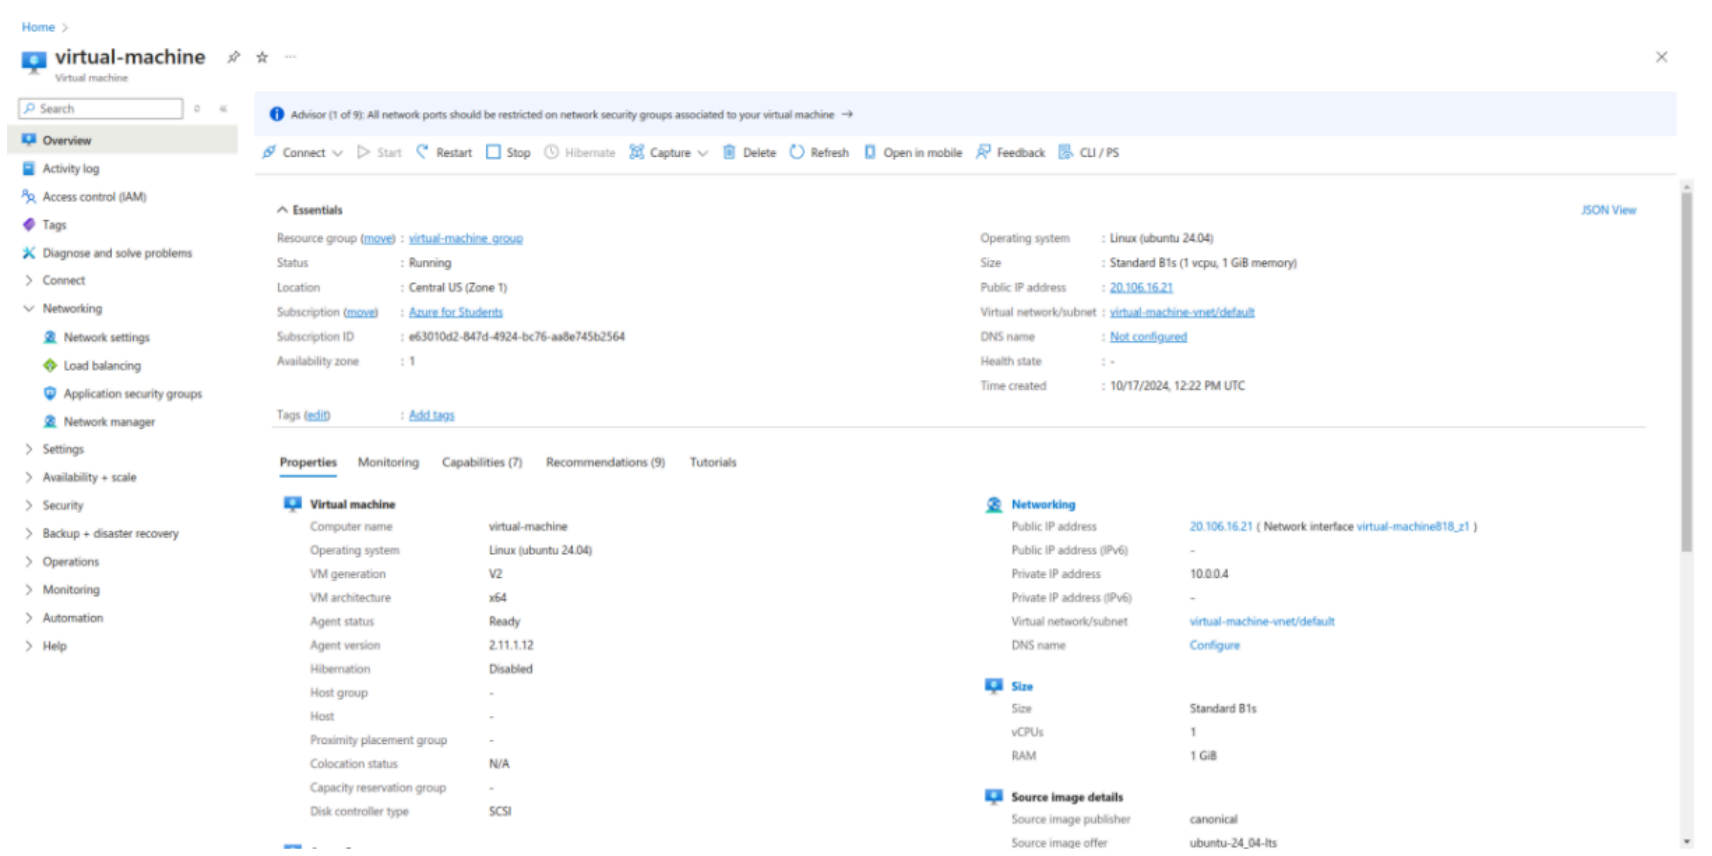 Home >
virtual-machine
Virtual machine
Search
Overview
Activity log
Access control (IAM)
Tags
Diagnose and solve problems
Connect
Networking
Network settings
Load balancing
Application security groups
Network manager
Settings
Availability + scale
Security
Backup + disaster recovery
Operations
Monitoring
Automation
Help
Advisor (1 of 9): All network ports should be restricted on network security groups associated to your virtual machine →
Connect Start Restart Stop Hibernate Capture Delete Refresh Open in mobile Feedback CLI / PS
Essentials
JSON View
Resource group (move) : virtual-machine_group
Status : Running
Location : Central US (Zone 1)
Subscription (move) : Azure for Students
Subscription ID : e63010d2-847d-4924-bc76-aa8e745b2564
Availability zone : 1
Operating system : Linux (ubuntu 24.04)
Size : Standard B1s (1 vcpu, 1 GiB memory)
Public IP address : 20.106.16.21
Virtual network/subnet : virtual-machine-vnet/default
DNS name : Not configured
Health state : -
Time created : 10/17/2024, 12:22 PM UTC
Tags (edit) : Add tags
Properties Monitoring Capabilities (7) Recommendations (9) Tutorials
Virtual machine
Computer name virtual-machine
Operating system Linux (ubuntu 24.04)
VM generation V2
VM architecture x64
Agent status Ready
Agent version 2.11.1.12
Hibernation Disabled
Host group -
Host -
Proximity placement group -
Colocation status N/A
Capacity reservation group -
Disk controller type SCSI
Networking
Public IP address 20.106.16.21 ( Network interface virtual-machine818_z1 )
Public IP address (IPv6) -
Private IP address 10.0.0.4
Private IP address (IPv6) -
Virtual network/subnet virtual-machine-vnet/default
DNS name Configure
Size
Size Standard B1s
vCPUs 1
RAM 1 GiB
Source image details
Source image publisher canonical
Source image offer ubuntu-24_04-lts